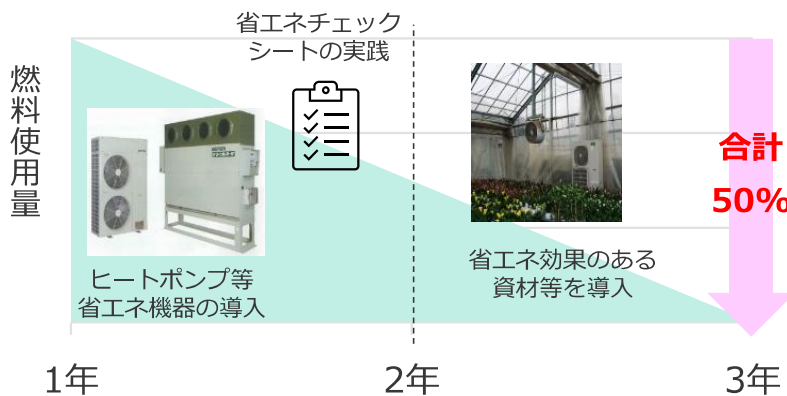 省エネチェック
シートの実践
燃料使用量
合計
50%
ヒートポンプ等
省エネ機器の導入
省エネ効果のある
資材等を導入
1年
2年
3年